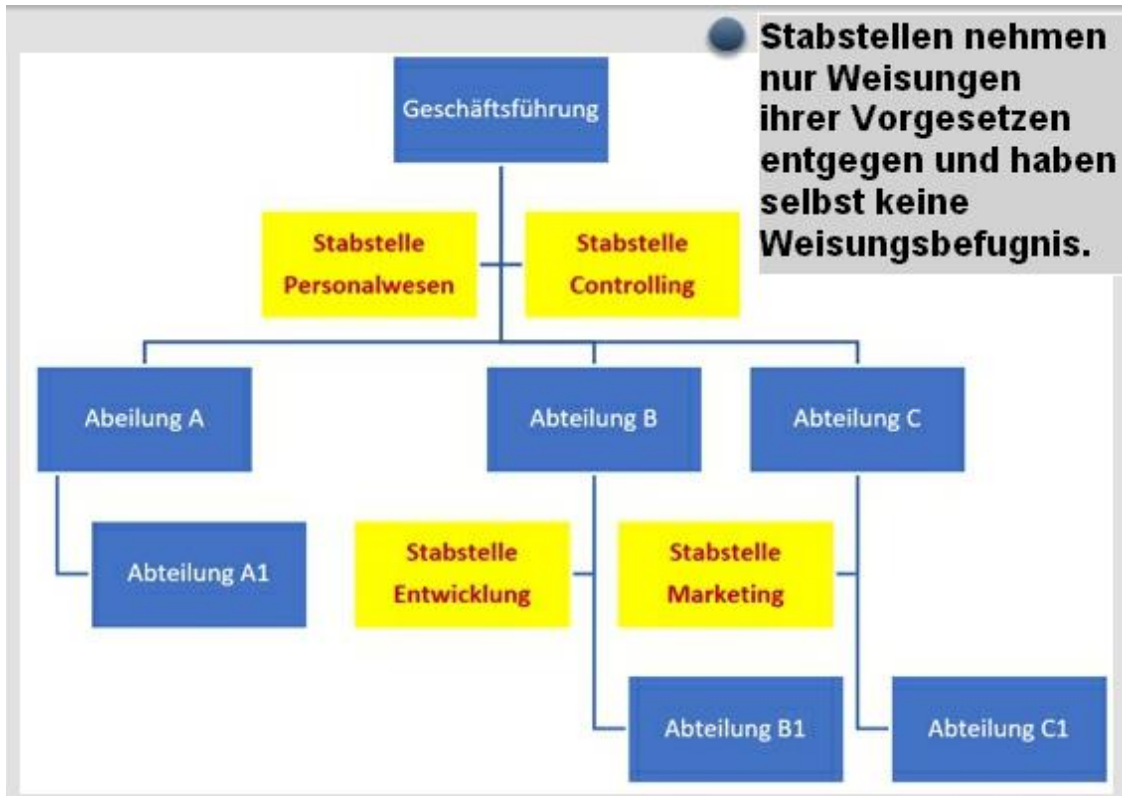 Stabstellen nehmen
nur Weisungen
ihrer Vorgesetzen
entgegen und haben
selbst keine
Weisungsbefugnis.
Geschäftsführung
Stabstelle
Personalwesen
Stabstelle
Controlling
Abeilung A
Abteilung B
Abteilung C
Abteilung A1
Stabstelle
Entwicklung
Stabstelle
Marketing
Abteilung B1
Abteilung C1